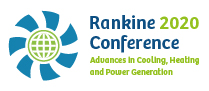 Rankine 2020
Conference
Advances in Cooling, Heating
and Power Generation